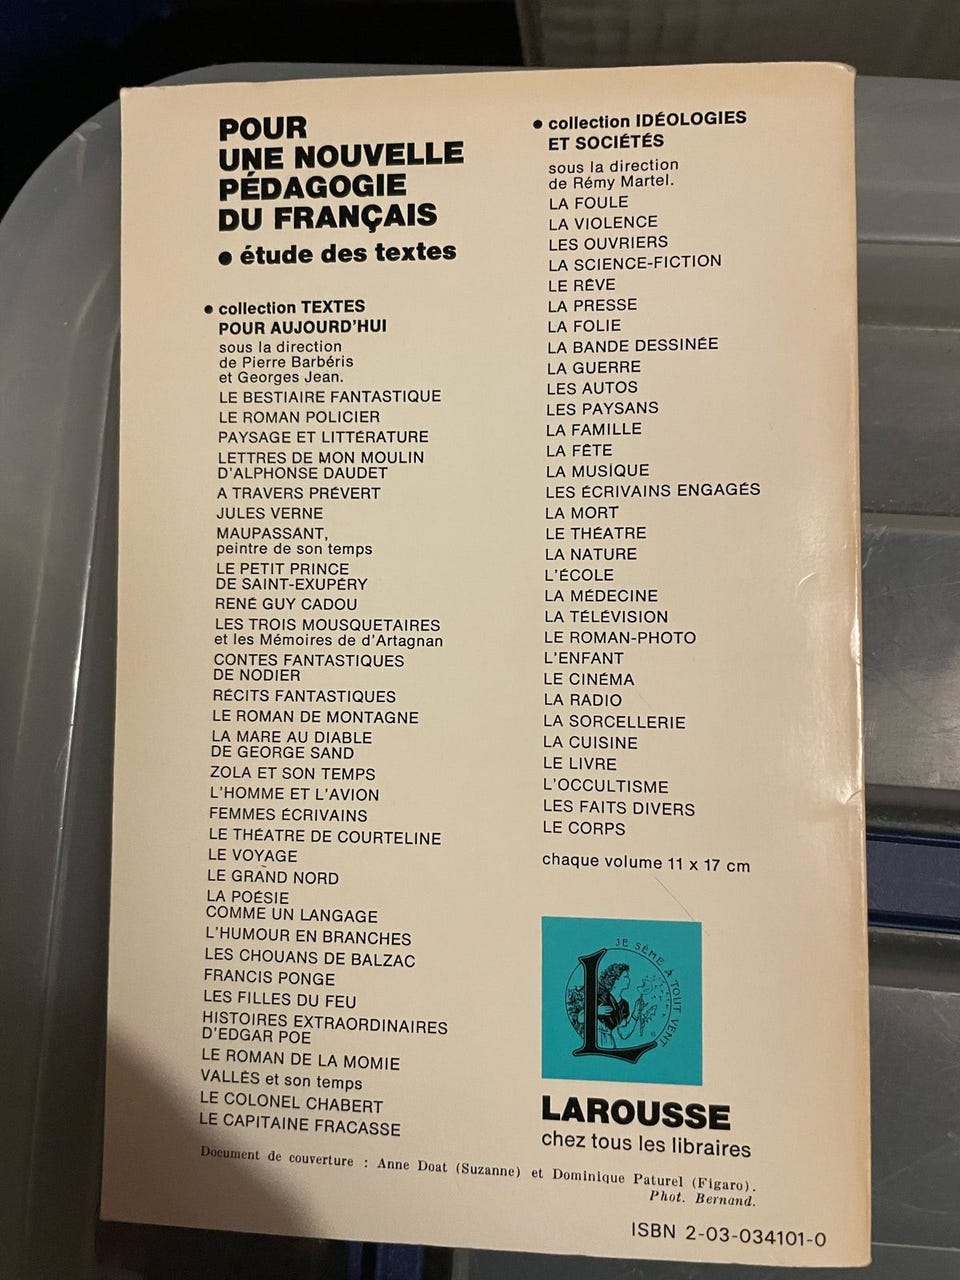 POUR
UNE NOUVELLE
PÉDAGOGIE
DU FRANÇAIS
● étude des textes
● collection TEXTES
POUR AUJOURD'HUI
sous la direction
de Pierre Barbéris
et Georges Jean.
LE BESTIAIRE FANTASTIQUE
LE ROMAN POLICIER
PAYSAGE ET LITTÉRATURE
LETTRES DE MON MOULIN
D'ALPHONSE DAUDET
A TRAVERS PRÉVERT
JULES VERNE
MAUPASSANT,
peintre de son temps
LE PETIT PRINCE
DE SAINT-EXUPÉRY
RENÉ GUY CADOU
LES TROIS MOUSQUETAIRES
et les Mémoires de d'Artagnan
CONTES FANTASTIQUES
DE NODIER
RÉCITS FANTASTIQUES
LE ROMAN DE MONTAGNE
LA MARE AU DIABLE
DE GEORGE SAND
ZOLA ET SON TEMPS
L'HOMME ET L'AVION
FEMMES ÉCRIVAINS
LE THÉATRE DE COURTELINE
LE VOYAGE
LE GRAND NORD
LA POÉSIE
COMME UN LANGAGE
L'HUMOUR EN BRANCHES
LES CHOUANS DE BALZAC
FRANCIS PONGE
LES FILLES DU FEU
HISTOIRES EXTRAORDINAIRES
D'EDGAR POE
LE ROMAN DE LA MOMIE
VALLÈS et son temps
LE COLONEL CHABERT
LE CAPITAINE FRACASSE
● collection IDÉOLOGIES
ET SOCIÉTÉS
sous la direction
de Rémy Martel.
LA FOULE
LA VIOLENCE
LES OUVRIERS
LA SCIENCE-FICTION
LE RÊVE
LA PRESSE
LA FOLIE
LA BANDE DESSINÉE
LA GUERRE
LES AUTOS
LES PAYSANS
LA FAMILLE
LA FÊTE
LA MUSIQUE
LES ÉCRIVAINS ENGAGÉS
LA MORT
LE THÉATRE
LA NATURE
L'ÉCOLE
LA MÉDECINE
LA TÉLÉVISION
LE ROMAN-PHOTO
L'ENFANT
LE CINÉMA
LA RADIO
LA SORCELLERIE
LA CUISINE
LE LIVRE
L'OCCULTISME
LES FAITS DIVERS
LE CORPS
chaque volume 11 x 17 cm
JE SÈME À TOUT VENT
L
LAROUSSE
chez tous les libraires
Document de couverture : Anne Doat (Suzanne) et Dominique Paturel (Figaro).
Phot. Bernand.
ISBN 2-03-034101-0